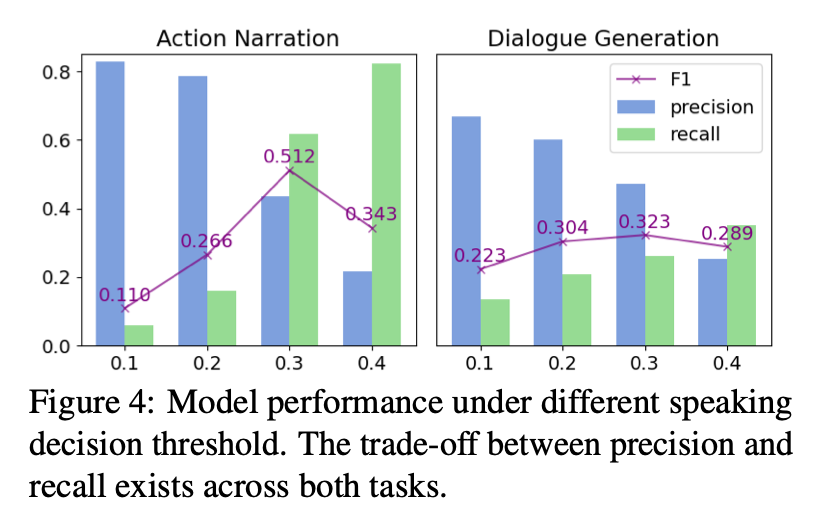 Action Narration
Dialogue Generation
0.8
0.6
0.4
0.2
0.0
0.110
0.266
0.512
0.343
0.1
0.2
0.3
0.4
F1
precision
recall
0.223
0.304
0.323
0.289
0.1
0.2
0.3
0.4
Figure 4: Model performance under different speaking
decision threshold. The trade-off between precision and
recall exists across both tasks.